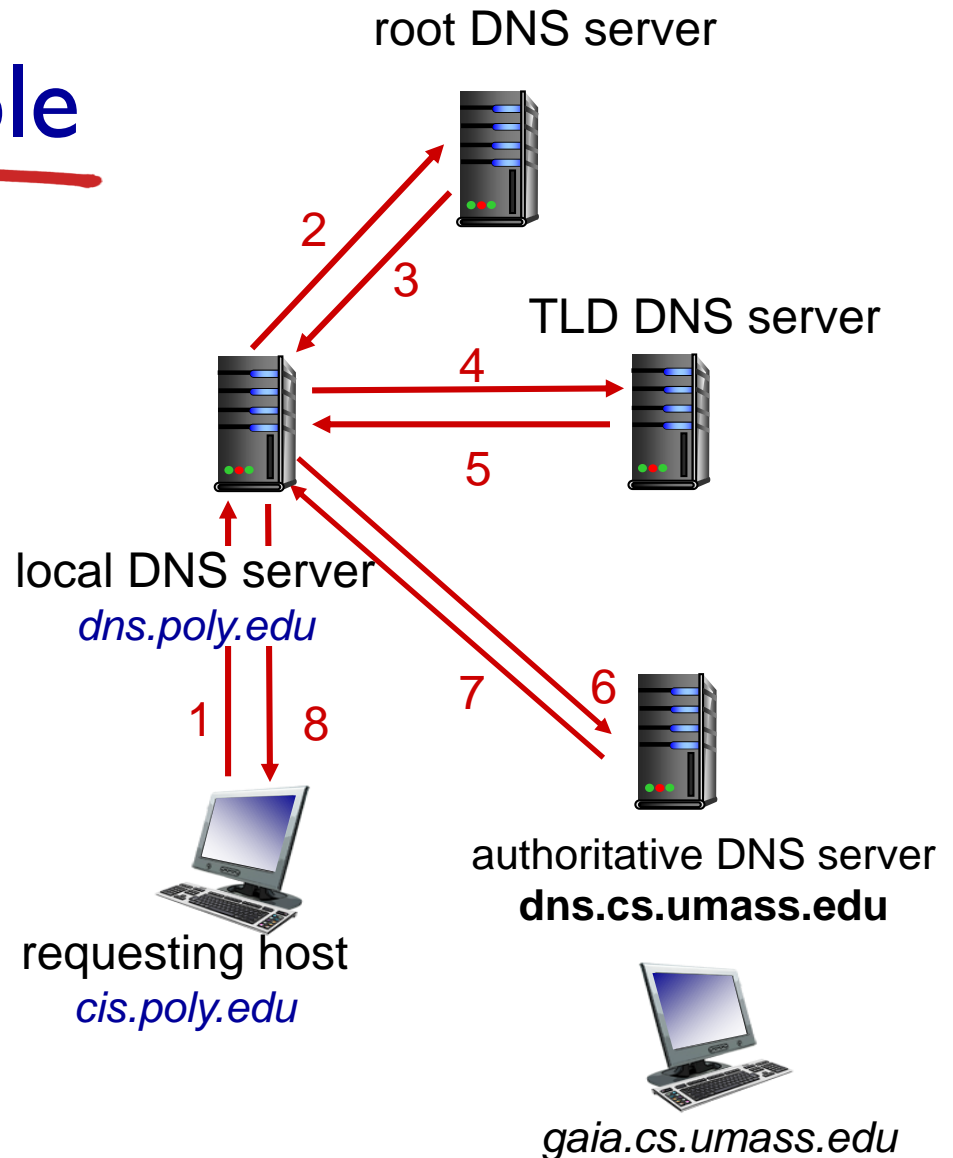 root DNS server
2
3
TLD DNS server
4
5
local DNS server
dns.poly.edu
1
8
7
6
authoritative DNS server
dns.cs.umass.edu
requesting host
cis.poly.edu
gaia.cs.umass.edu